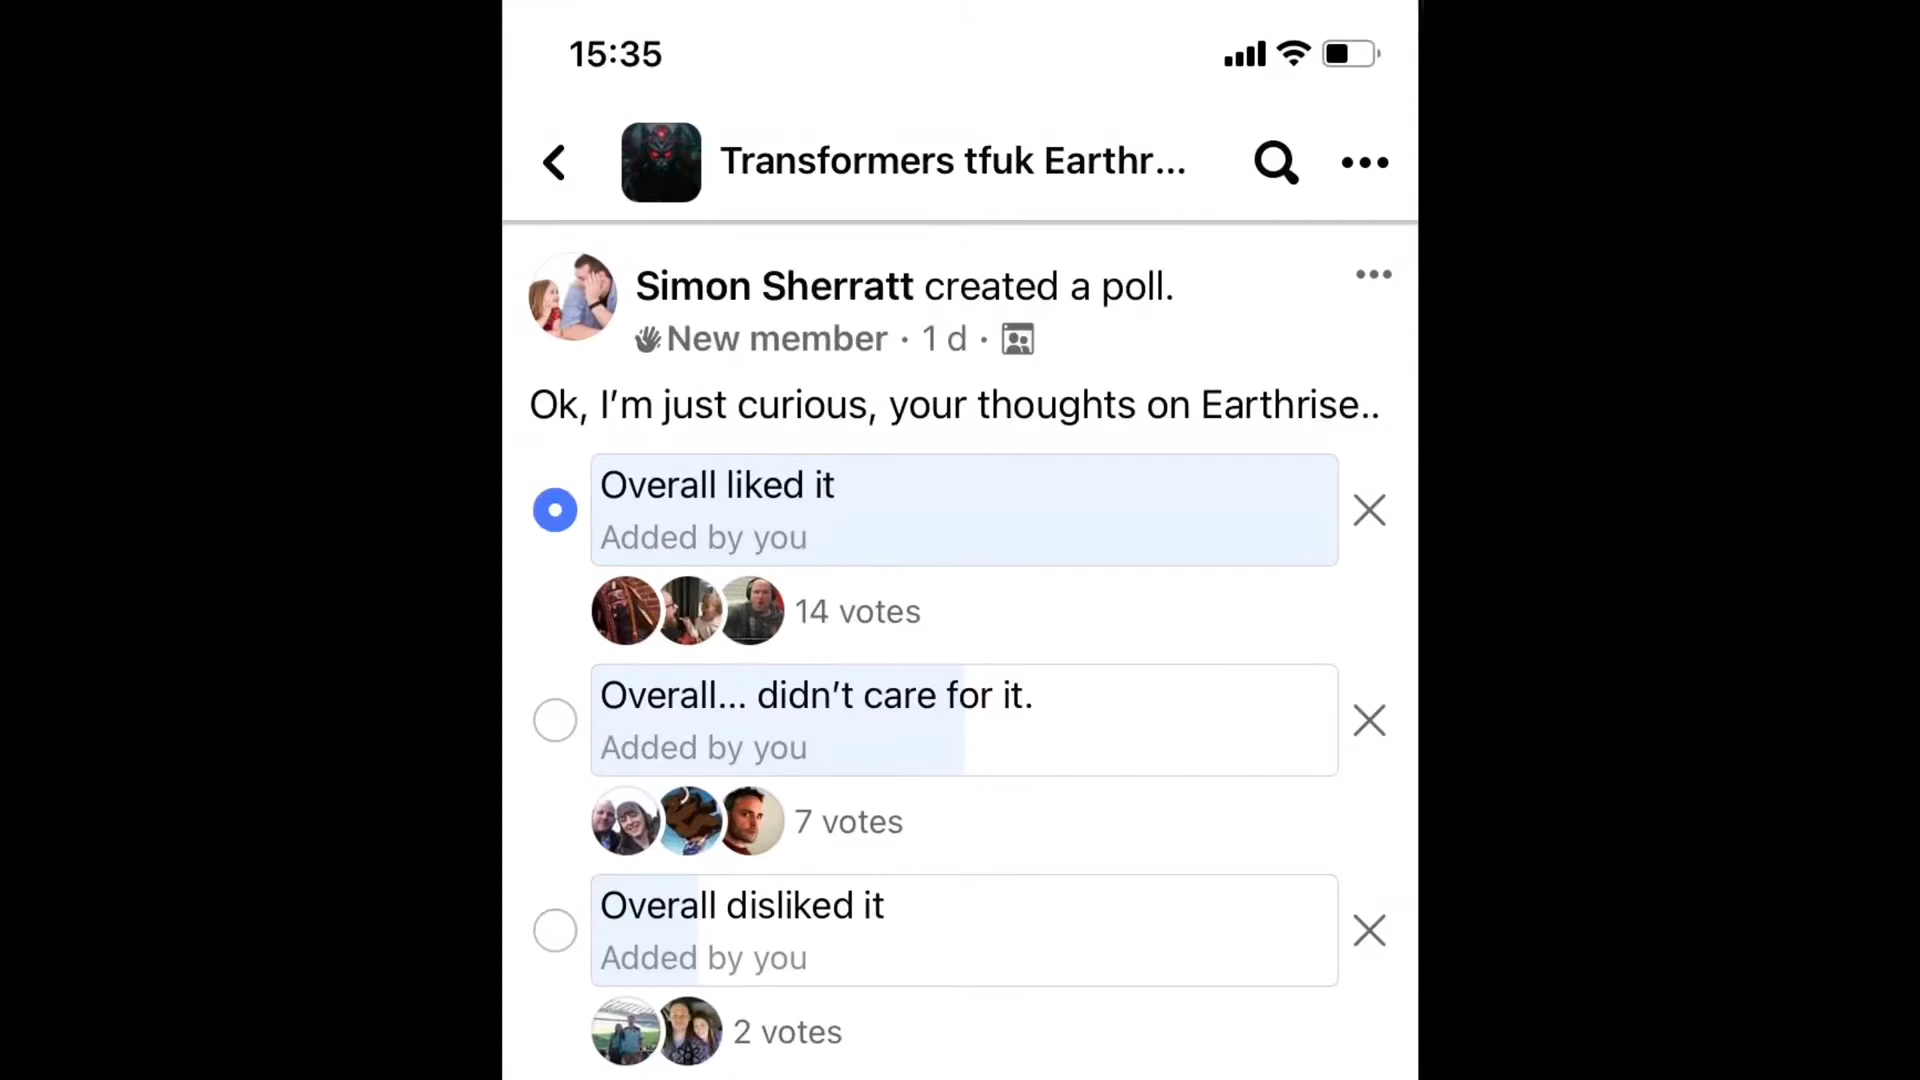 15:35
Transformers tfuk Earthr...
Simon Sherratt created a poll.
New member · 1 d ·
Ok, I'm just curious, your thoughts on Earthrise..
Overall liked it
Added by you
14 votes
Overall... didn't care for it.
Added by you
7 votes
Overall disliked it
Added by you
2 votes